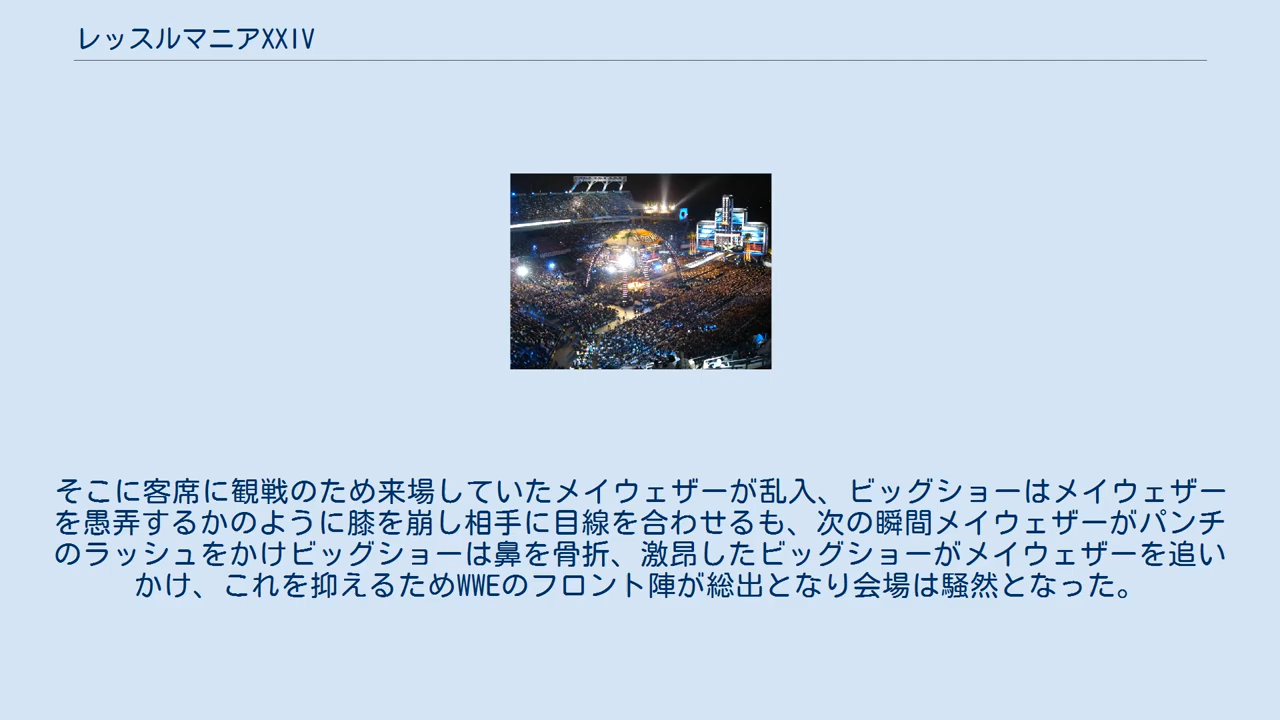 レッスルマニアXXIV
そこに客席に観戦のため来場していたメイウェザーが乱入、ビッグショーはメイウェザー
を愚弄するかのように膝を崩し相手に目線を合わせるも、次の瞬間メイウェザーがパンチ
のラッシュをかけビッグショーは鼻を骨折、激昂したビッグショーがメイウェザーを追い
かけ、これを抑えるためWWEのフロント陣が総出となり会場は騒然となった。